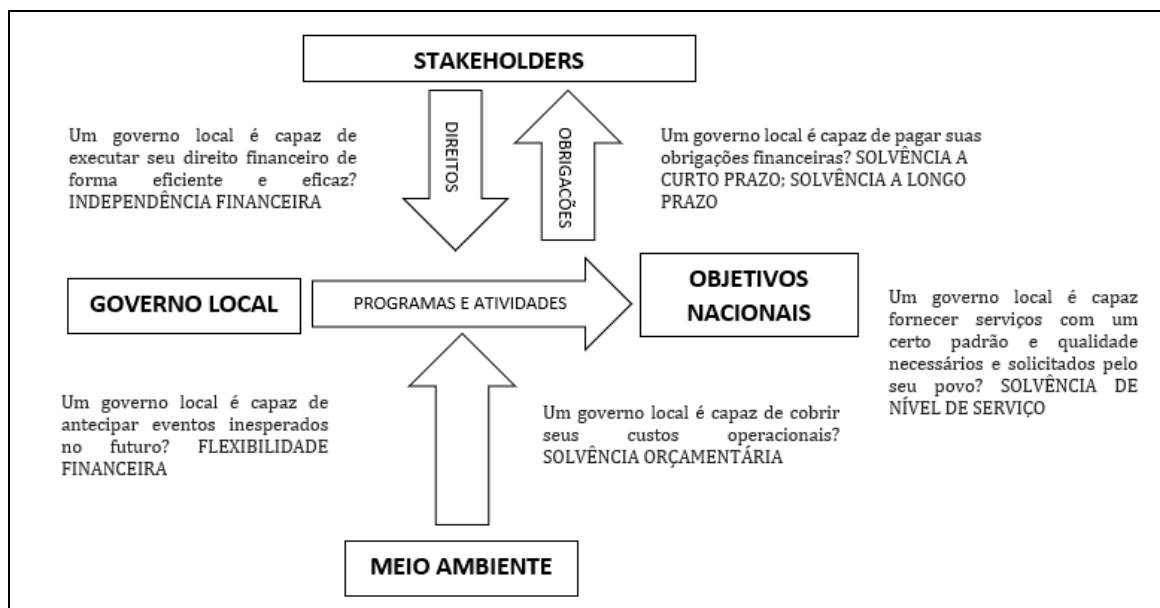 STAKEHOLDERS
Um governo local é capaz de
executar seu direito financeiro de
forma eficiente e eficaz?
INDEPENDÊNCIA FINANCEIRA
DIREITOS
OBRIGACÕES
Um governo local é capaz de pagar suas
obrigações financeiras? SOLVÊNCIA A
CURTO PRAZO; SOLVÊNCIA A LONGO
PRAZO
GOVERNO LOCAL
PROGRAMAS E ATIVIDADES
OBJETIVOS
NACIONAIS
Um governo local é capaz
fornecer serviços com um
certo padrão e qualidade
necessários e solicitados pelo
seu povo? SOLVÊNCIA DE
NÍVEL DE SERVIÇO
Um governo local é capaz de
antecipar eventos inesperados
no futuro? FLEXIBILIDADE
FINANCEIRA
Um governo local é capaz de cobrir
seus custos operacionais?
SOLVÊNCIA ORÇAMENTÁRIA
MEIO AMBIENTE